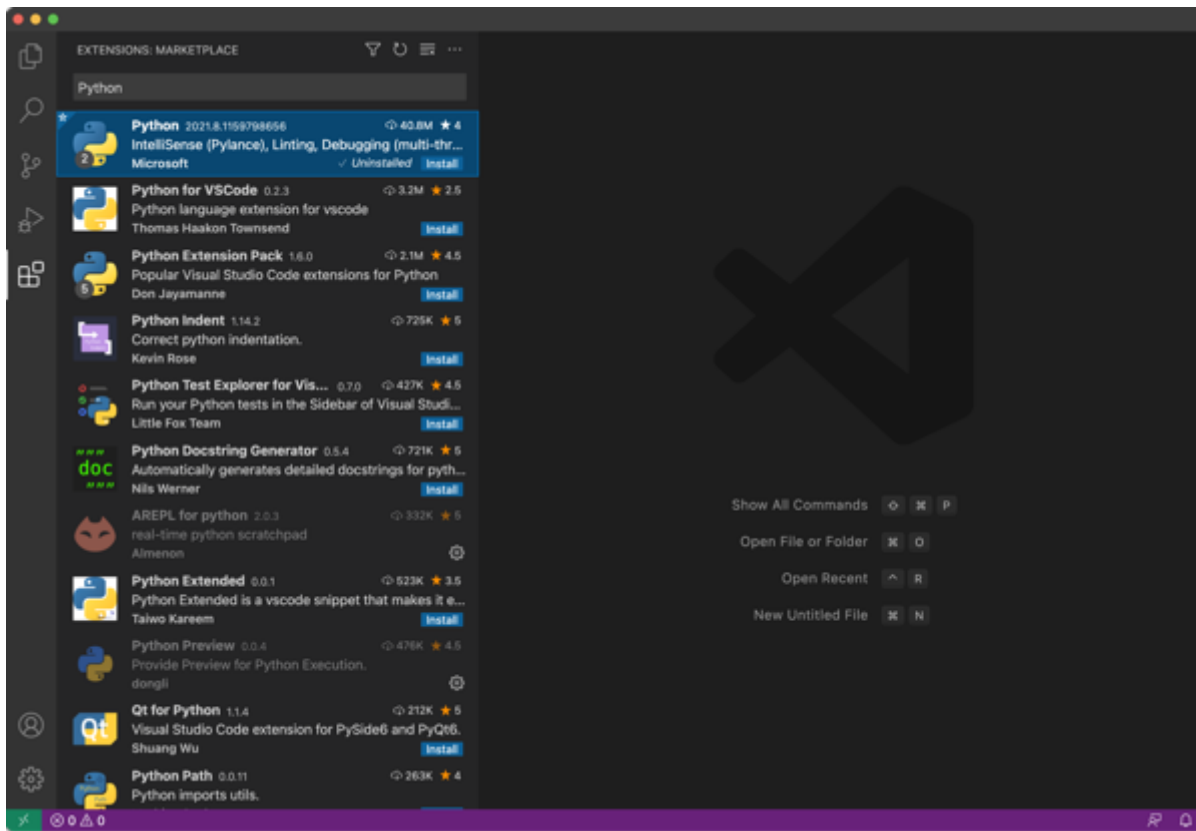 EXTENSIONS: MARKETPLACE
Python
Python 2021.8.1159798656 40.8M ★ 4
IntelliSense (Pylance), Linting, Debugging (multi-thr...
Microsoft ✓ Uninstalled Install
2
Python for VSCode 0.2.3 3.2M ★ 2.5
Python language extension for vscode
Thomas Haakon Townsend Install
Python Extension Pack 1.6.0 2.1M ★ 4.5
Popular Visual Studio Code extensions for Python
Don Jayamanne Install
5
Python Indent 1.14.2 725K ★ 5
Correct python indentation.
Kevin Rose Install
Python Test Explorer for Vis... 0.7.0 427K ★ 4.5
Run your Python tests in the Sidebar of Visual Studi...
Little Fox Team Install
Python Docstring Generator 0.5.4 721K ★ 5
doc
Automatically generates detailed docstrings for pyth...
Nils Werner Install
AREPL for python 2.0.3 332K ★ 5
real-time python scratchpad
Almenon
Python Extended 0.0.1 523K ★ 3.5
Python Extended is a vscode snippet that makes it e...
Taiwo Kareem Install
Python Preview 0.0.4 476K ★ 4.5
Provide Preview for Python Execution.
dongli
Qt for Python 1.1.4 212K ★ 5
Qt
Visual Studio Code extension for PySide6 and PyQt6.
Shuang Wu Install
Python Path 0.0.11 263K ★ 4
Python imports utils.
Show All Commands ⇧ ⌘ P
Open File or Folder ⌘ O
Open Recent ^ R
New Untitled File ⌘ N
0 0